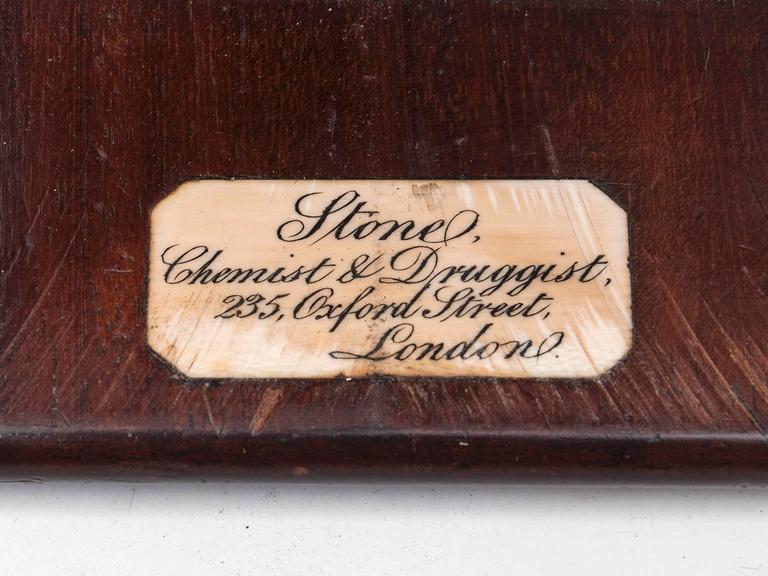 Stone,
Chemist & Druggist,
235, Oxford Street,
London.